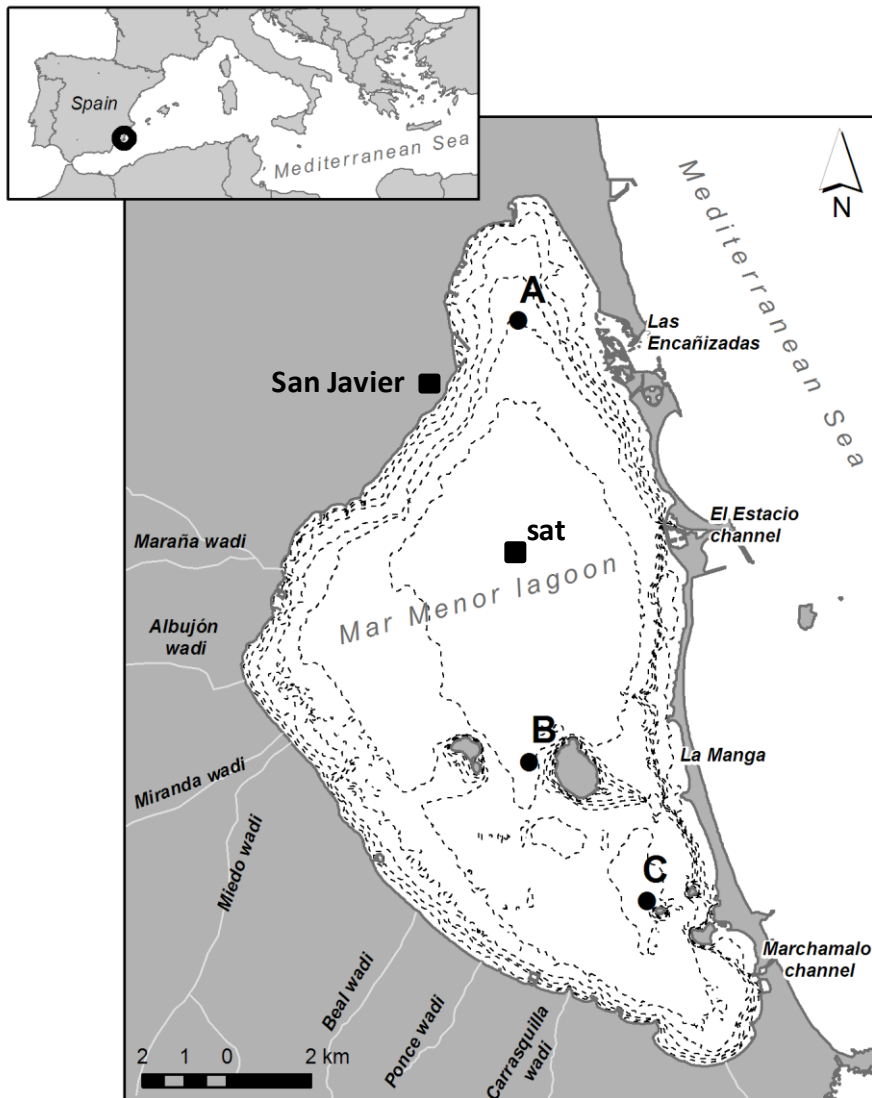 Spain
Mediterranean Sea
N
Mediterranean Sea
A
Las
Encañizadas
San Javier
El Estacio
channel
sat
Maraña wadi
Mar Menor lagoon
Albujón
wadi
B
La Manga
Miranda wadi
C
Miedo wadi
Marchamalo
channel
Beal wadi
Ponce wadi
Carrasquilla
wadi
2 1 0 2 km